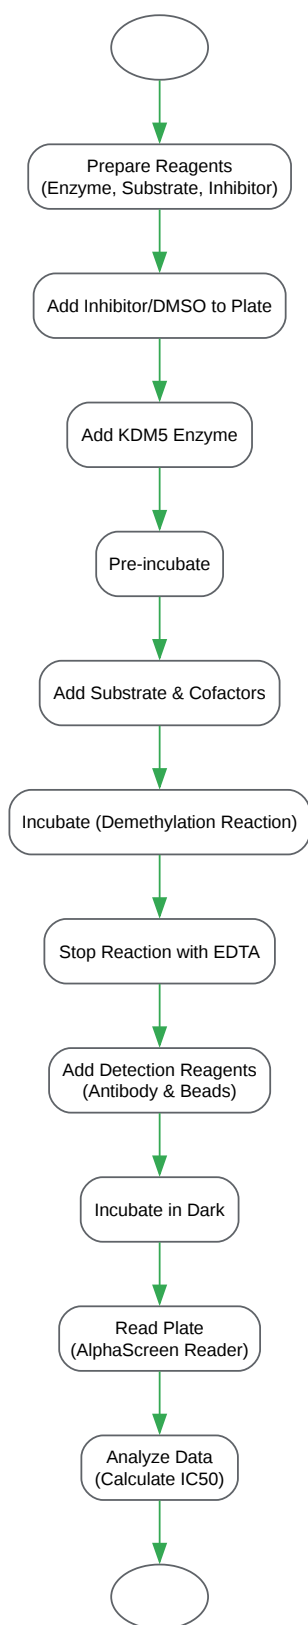 Prepare Reagents
(Enzyme, Substrate, Inhibitor)
Add Inhibitor/DMSO to Plate
Add KDM5 Enzyme
Pre-incubate
Add Substrate & Cofactors
Incubate (Demethylation Reaction)
Stop Reaction with EDTA
Add Detection Reagents
(Antibody & Beads)
Incubate in Dark
Read Plate
(AlphaScreen Reader)
Analyze Data
(Calculate IC50)